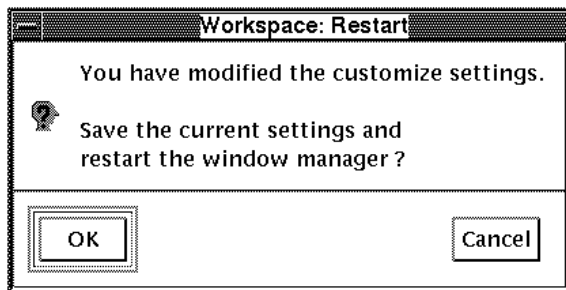 Workspace: Restart
You have modified the customize settings.
Save the current settings and
restart the window manager ?
OK
Cancel